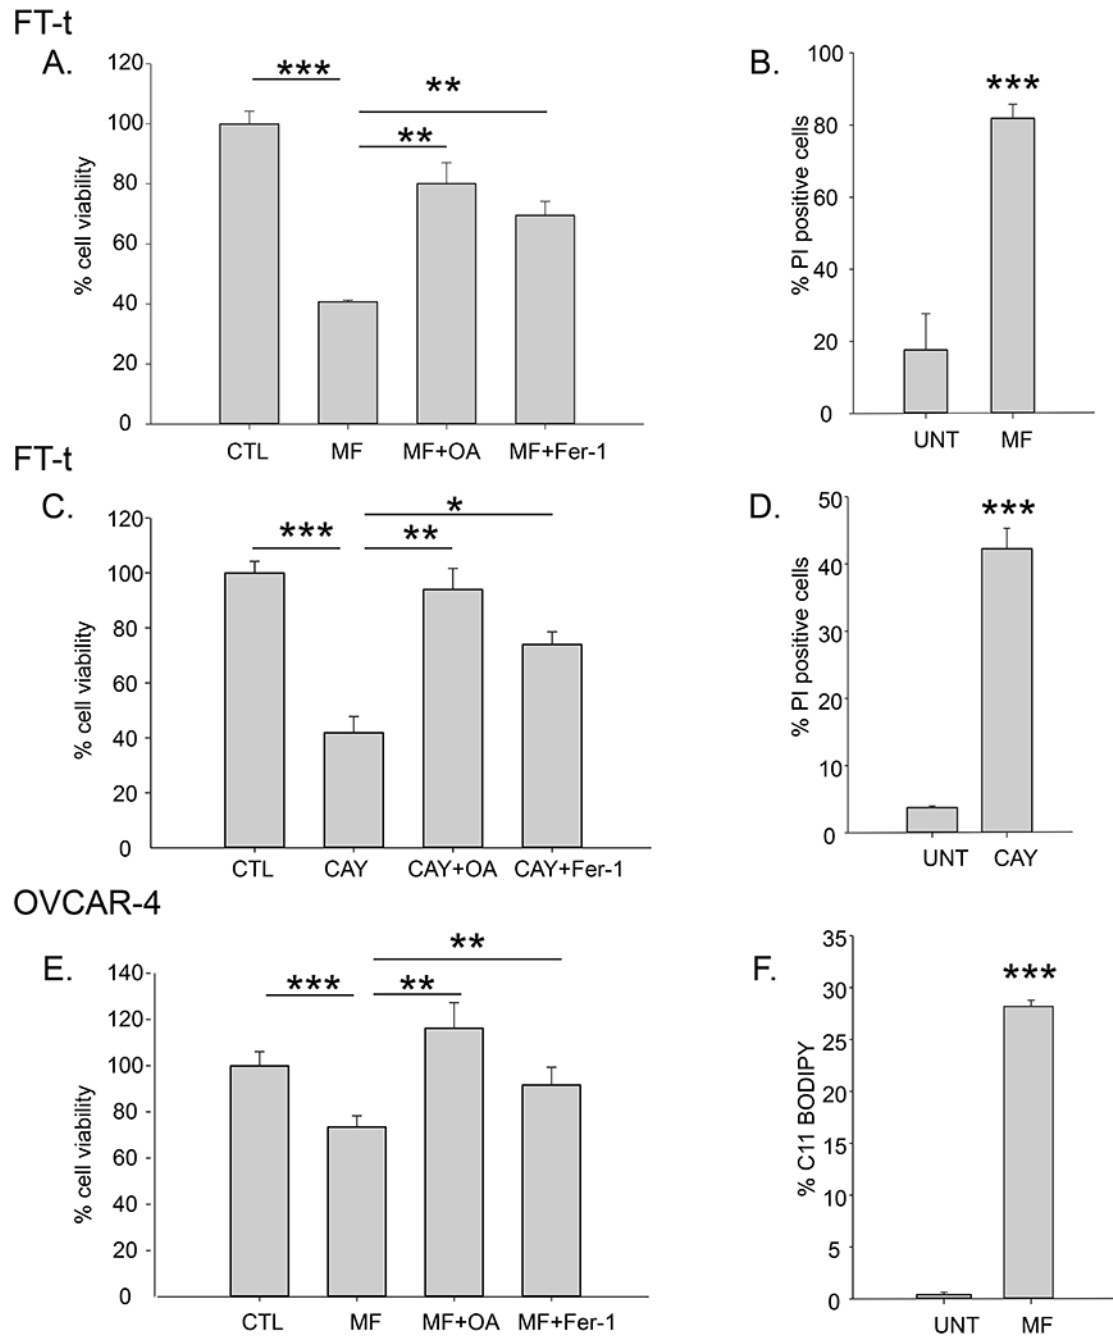 FT-t
A.
% cell viability
120
100
80
60
40
20
0
***
**
**
CTL MF MF+OA MF+Fer-1
B.
% PI positive cells
100
80
60
40
20
0
***
UNT MF
FT-t
C.
% cell viability
120
100
80
60
40
20
0
***
**
*
CTL CAY CAY+OA CAY+Fer-1
D.
% PI positive cells
50
40
30
20
10
0
***
UNT CAY
OVCAR-4
E.
% cell viability
140
120
100
80
60
40
20
0
***
**
**
CTL MF MF+OA MF+Fer-1
F.
% C11 BODIPY
35
30
25
20
15
10
5
0
***
UNT MF